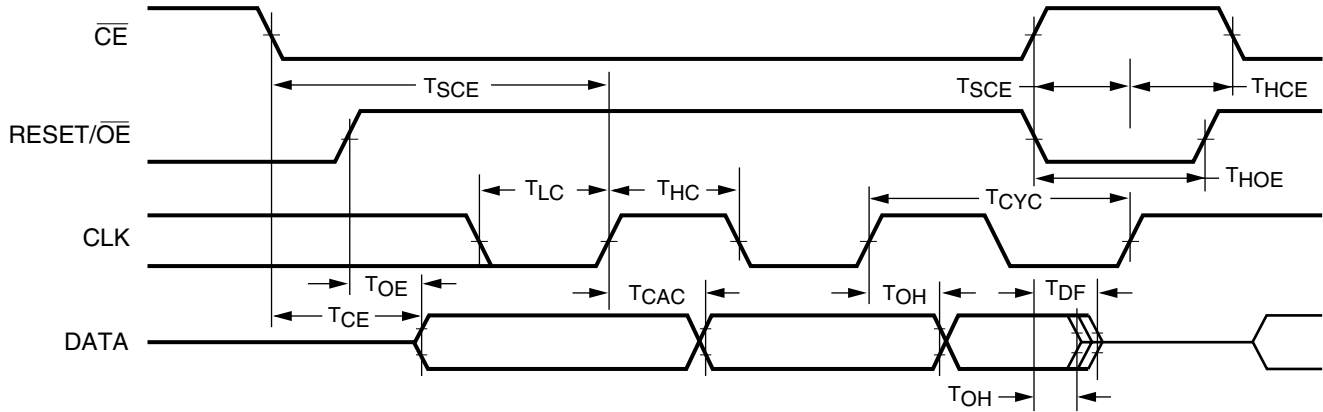 CE
TSCE
TSCE
THCE
RESET/OE
TLC
THC
TCYC
THOE
CLK
TOE
TCAC
TOH
TDF
TCE
DATA
TOH